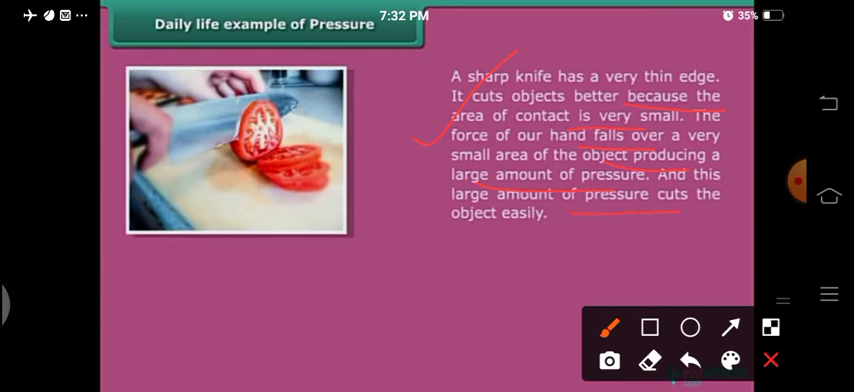 7:32 PM
35%
Daily life example of Pressure
A sharp knife has a very thin edge.
It cuts objects better because the
area of contact is very small. The
force of our hand falls over a very
small area of the object producing a
large amount of pressure. And this
large amount of pressure cuts the
object easily.